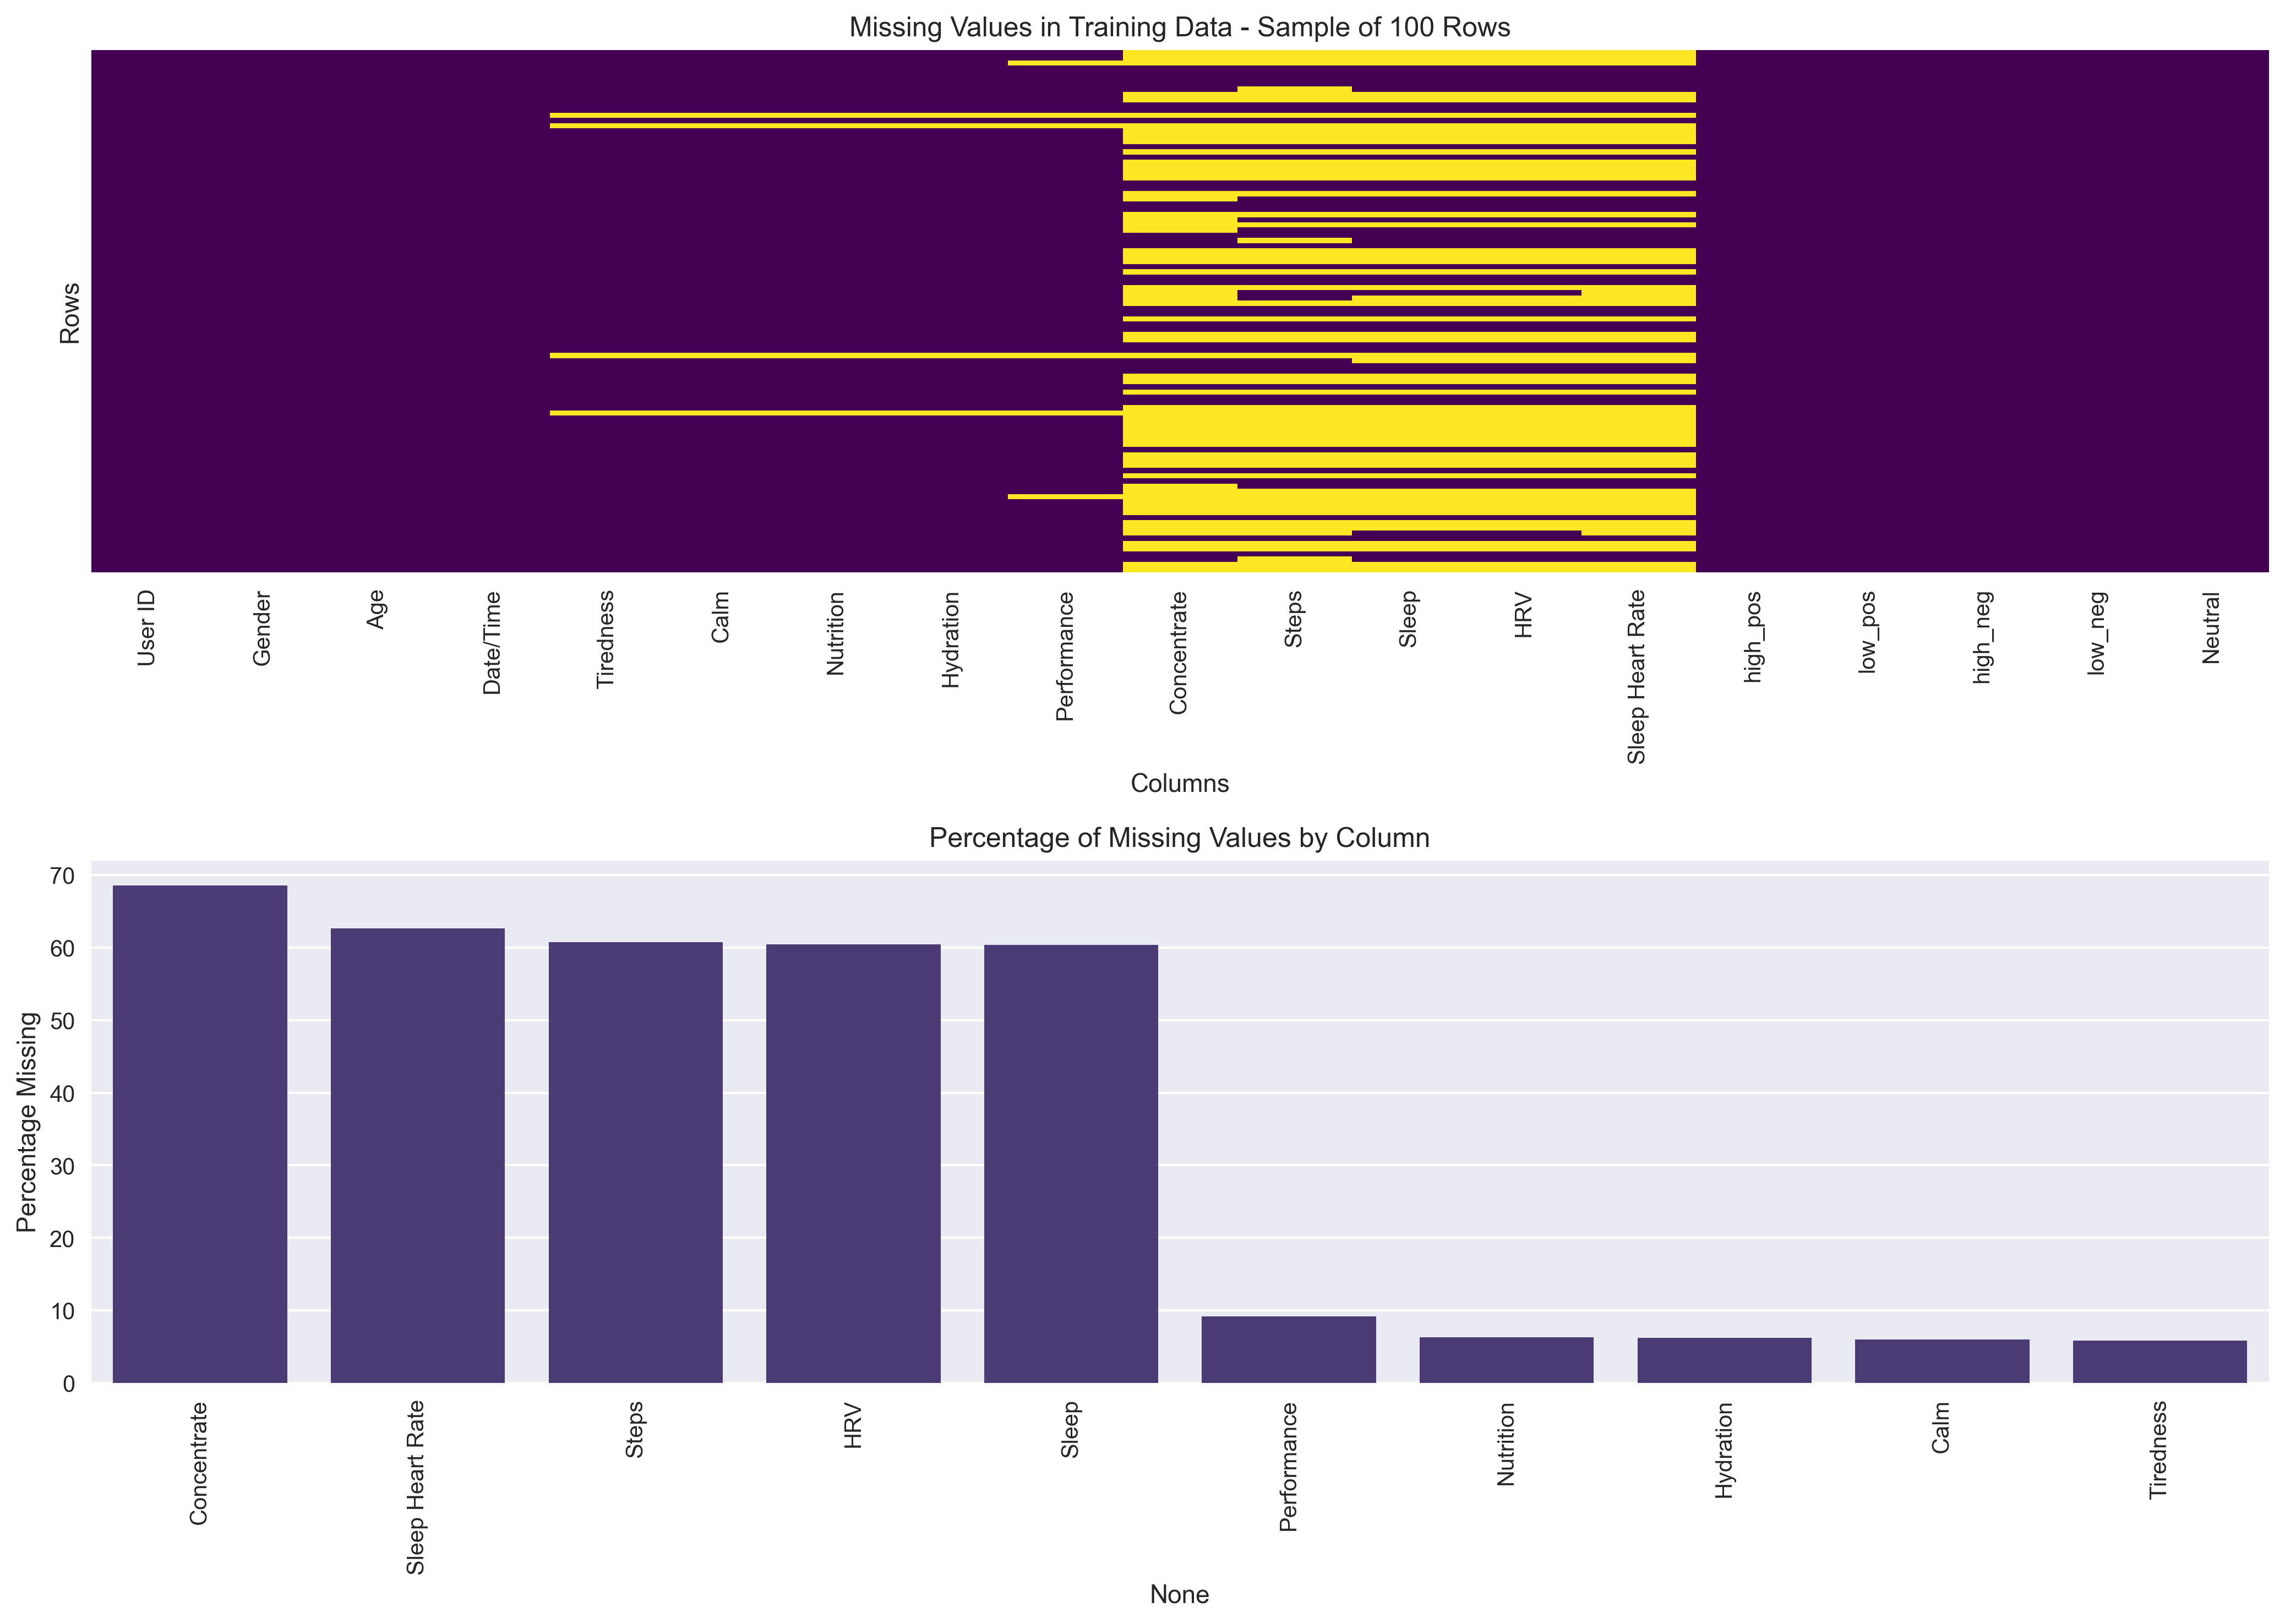 Missing Values in Training Data - Sample of 100 Rows
Rows
User ID
Gender
Age
Date/Time
Tiredness
Calm
Nutrition
Hydration
Performance
Concentrate
Steps
Sleep
HRV
Sleep Heart Rate
high_pos
low_pos
high_neg
low_neg
Neutral
Columns
Percentage of Missing Values by Column
Percentage Missing
70
60
50
40
30
20
10
0
Concentrate
Sleep Heart Rate
Steps
HRV
Sleep
Performance
Nutrition
Hydration
Calm
Tiredness
None